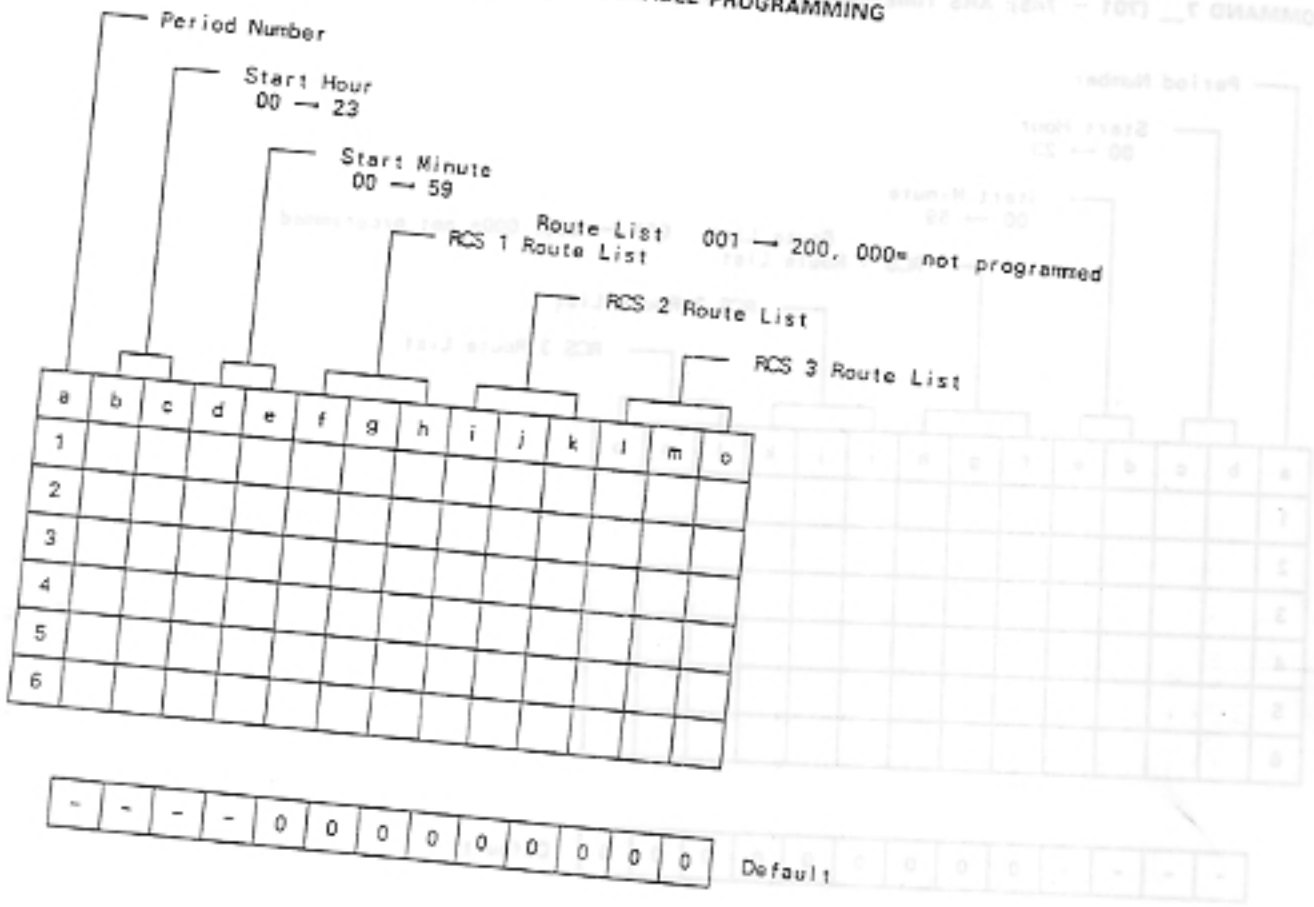 PROGRAMMING
Period Number
Start Hour
00 → 23
Start Minute
00 → 59
Route List 001 → 200, 000= not programmed
RCS 1 Route List
RCS 2 Route List
RCS 3 Route List
a b c d e f g h i j k l m o
1
2
3
4
5
6
- - - - 0 0 0 0 0 0 0 0 0 Default